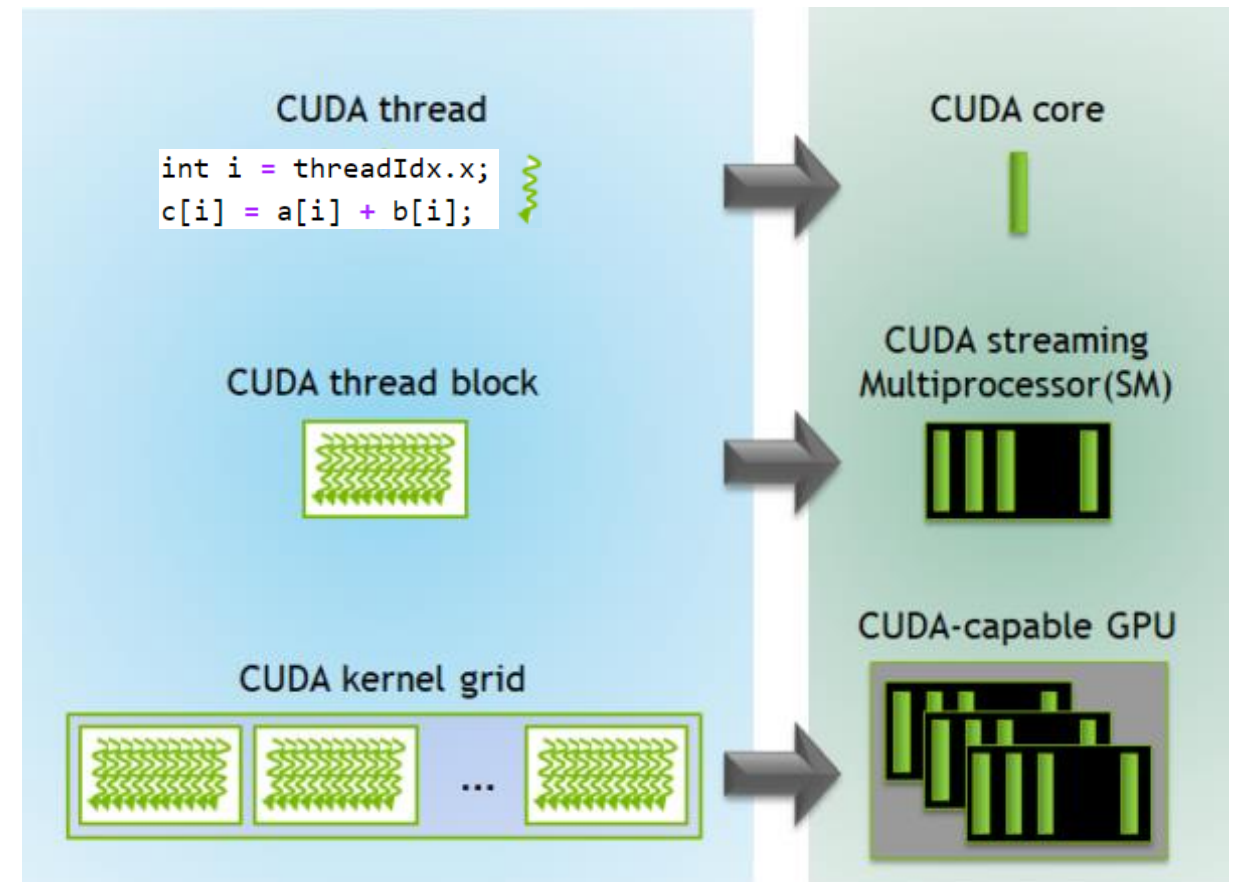 CUDA thread
int i = threadIdx.x;
c[i] = a[i] + b[i];
CUDA core
CUDA thread block
CUDA streaming
Multiprocessor(SM)
CUDA kernel grid
...
CUDA-capable GPU